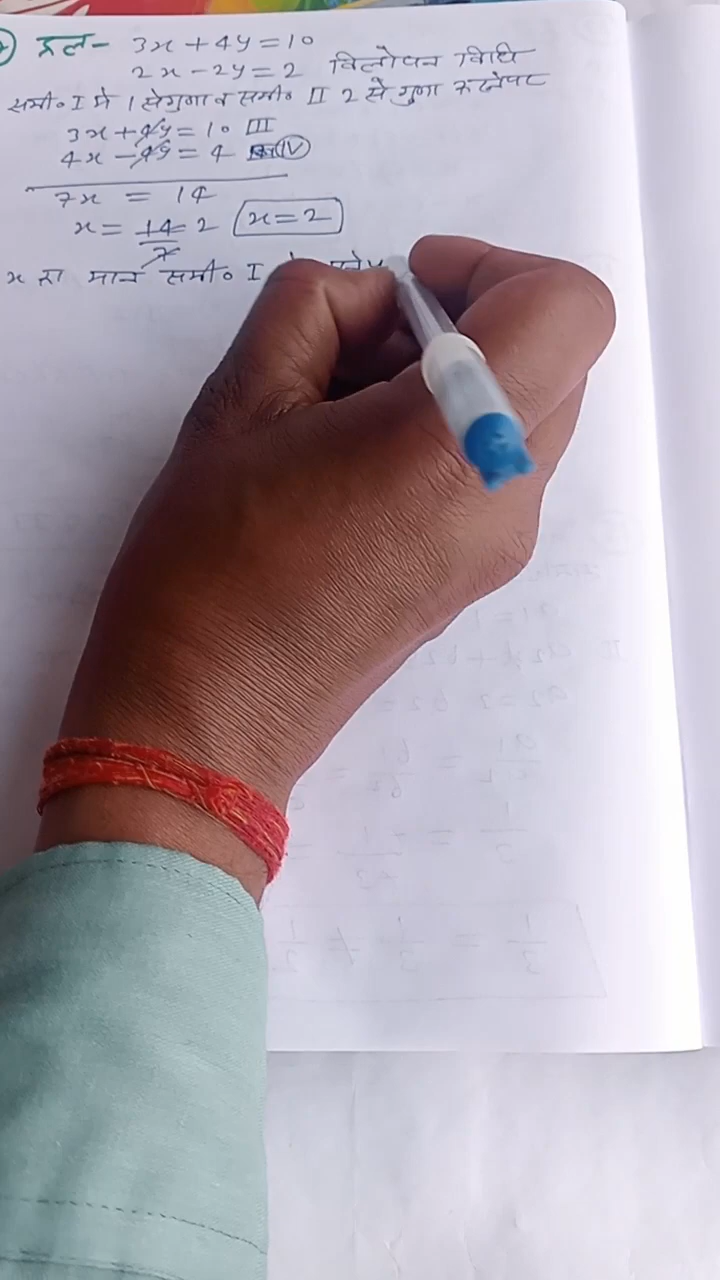 हल- 3x + 4y = 10
2x - 2y = 2 विलोपन विधि
समी० I में 1 से गुणा व समी० II 2 से गुणा करनेपर
3x + 4y = 10 III
4x - 4y = 4 IV
7x = 14
x = 14/7 = 2 x = 2
x का मान समी० I